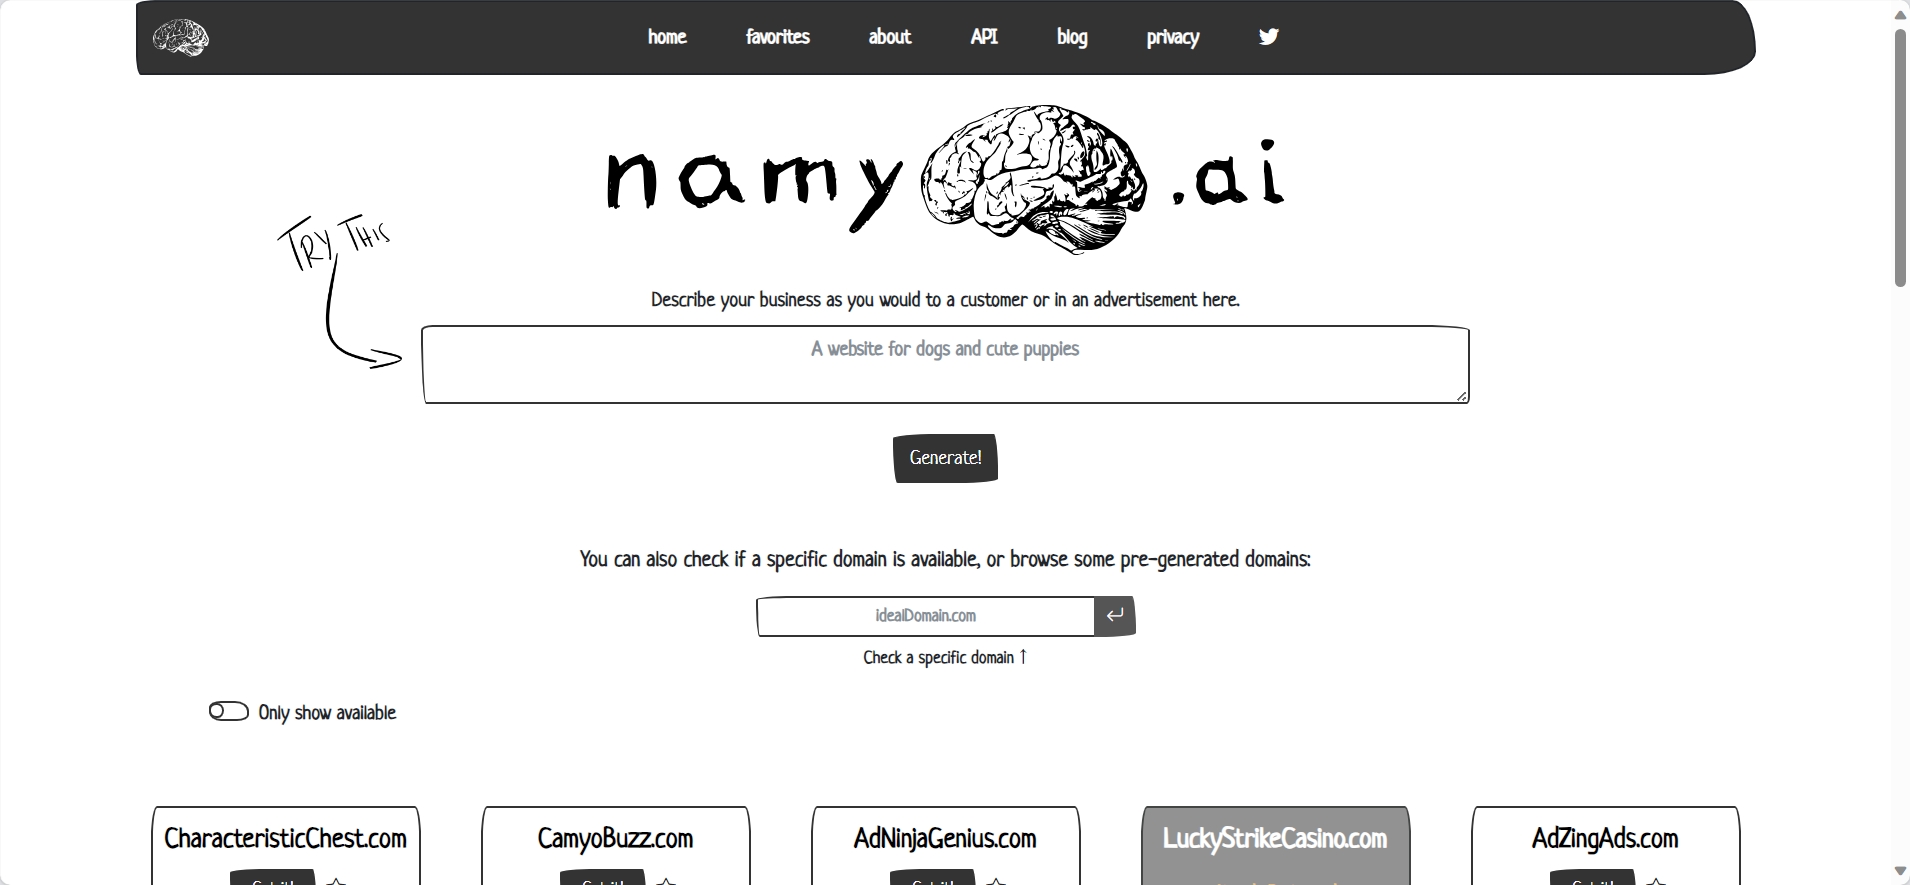 home favorites about API blog privacy
namy .ai
TRY THIS
Describe your business as you would to a customer or in an advertisement here.
A website for dogs and cute puppies
Generate!
You can also check if a specific domain is available, or browse some pre-generated domains:
idealDomain.com
Check a specific domain ↑
Only show available
CharacteristicChest.com CamyoBuzz.com AdNinjaGenius.com LuckyStrikeCasino.com AdZingAds.com